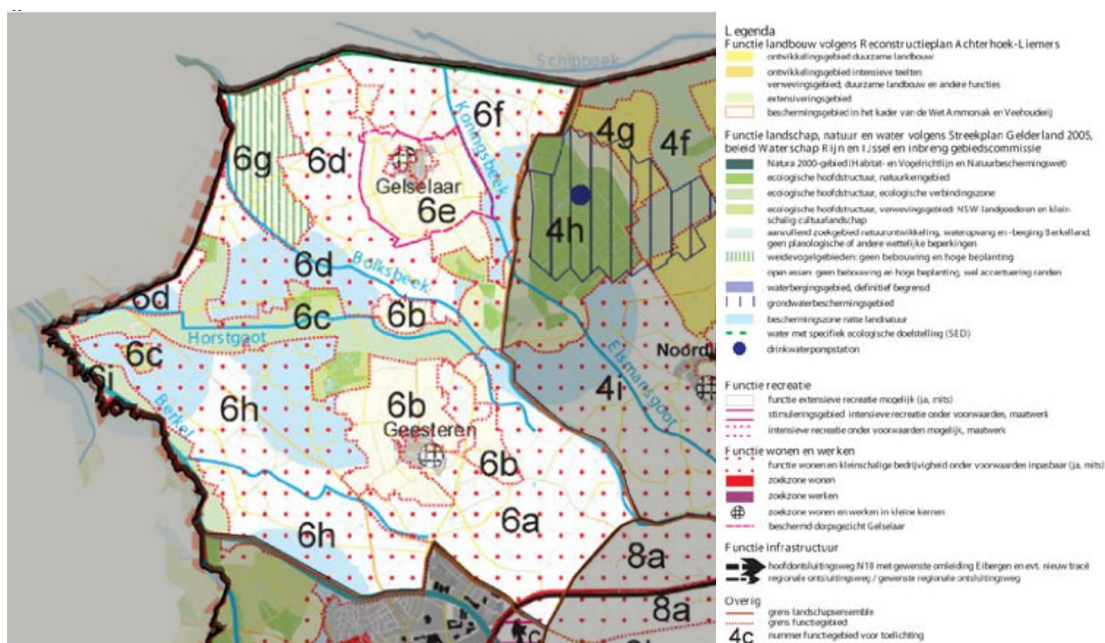 Schipbeek
Koningsbeek
6f
4g
4f
6g
6d
Gelselaar
6e
4h
6d
Bolksbeek
6d
6c
6b
Horstgoot
6c
6i
Noord
Elsmansgoot
4i
Berkel
6h
6b
Geesteren
6b
6a
6h
8a
8a
Legenda
Functie landbouw volgens Reconstructieplan Achterhoek-Liemers
ontwikkelingsgebied duurzame landbouw
ontwikkelingsgebied intensieve teelten
verwevingsgebied, duurzame landbouw en andere functies
extensiveringsgebied
beschermingsgebied in het kader van de Wet Ammoniak en Veehouderij
Functie landschap, natuur en water volgens Streekplan Gelderland 2005,
beleid Waterschap Rijn en IJssel en inbreng gebiedscommissie
Natura 2000-gebied (Habitat- en Vogelrichtlijn en Natuurbeschermingswet)
ecologische hoofdstructuur, natuurkerngebied
ecologische hoofdstructuur, ecologische verbindingszone
ecologische hoofdstructuur, verwevingsgebied: NSW-landgoederen en klein-
schalig cultuurlandschap
aanvullend zoekgebied natuurontwikkeling, wateropvang en -berging Berkelland,
geen planologische of andere wettelijke beperkingen
weidevogelgebieden: geen bebouwing en hoge beplanting
open essen: geen bebouwing en hoge beplanting, wel accentuering randen
waterbergingsgebied, definitief begrensd
grondwaterbeschermingsgebied
beschermingszone natte landnatuur
water met specifiek ecologische doelstelling (SED)
drinkwaterpompstation
Functie recreatie
functie extensieve recreatie mogelijk (ja, mits)
stimuleringsgebied intensieve recreatie onder voorwaarden, maatwerk
intensieve recreatie onder voorwaarden mogelijk, maatwerk
Functie wonen en werken
functie wonen en kleinschalige bedrijvigheid onder voorwaarden inpasbaar (ja, mits)
zoekzone wonen
zoekzone werken
zoekzone wonen en werken in kleine kernen
beschermd dorpsgezicht Gelselaar
Functie infrastructuur
hoofdontsluitingsweg N18 met gewenste omleiding Eibergen en evt. nieuw tracé
regionale ontsluitingsweg / gewenste regionale ontsluitingsweg
Overig
grens landschapsensemble
grens functiegebied
4c nummer functiegebied voor toelichting